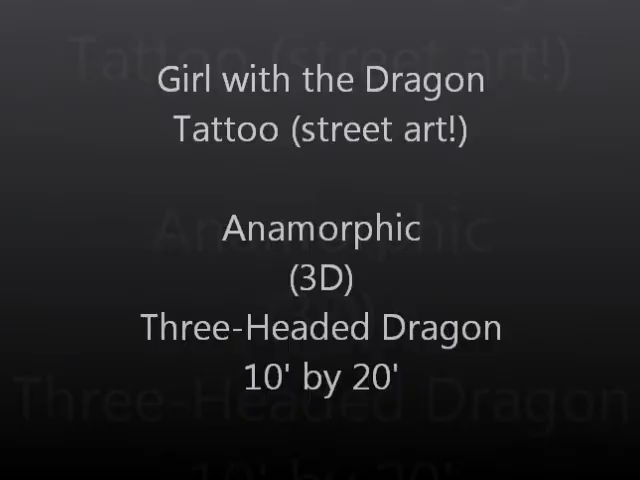 Girl with the Dragon
Tattoo (street art!)
Anamorphic
(3D)
Three-Headed Dragon
10' by 20'